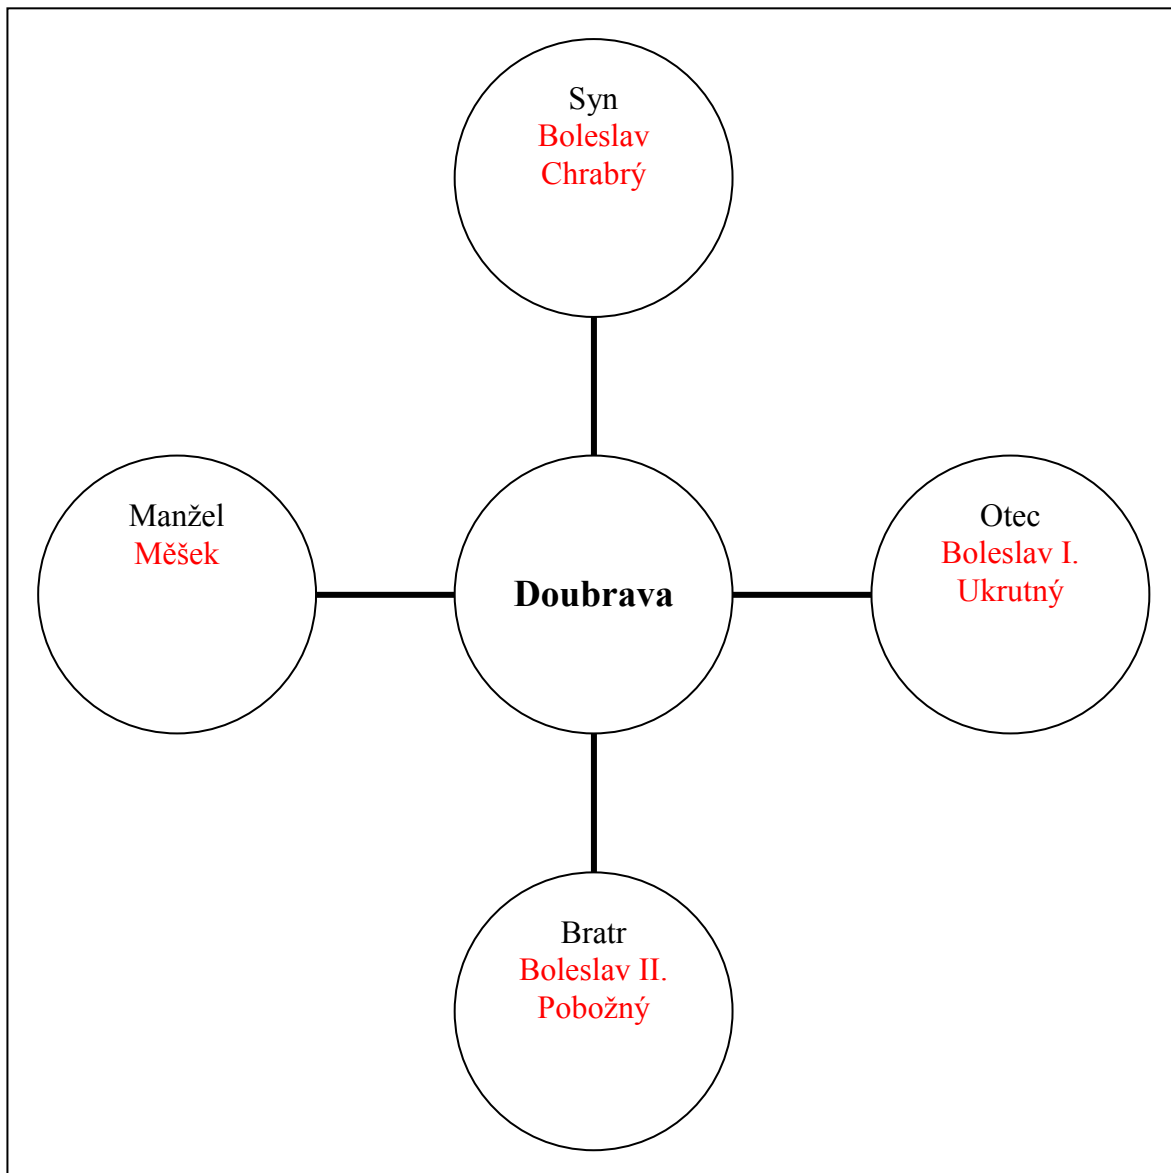 Syn
Boleslav
Chrabrý
Manžel
Měšek
Doubrava
Otec
Boleslav I.
Ukrutný
Bratr
Boleslav II.
Pobožný